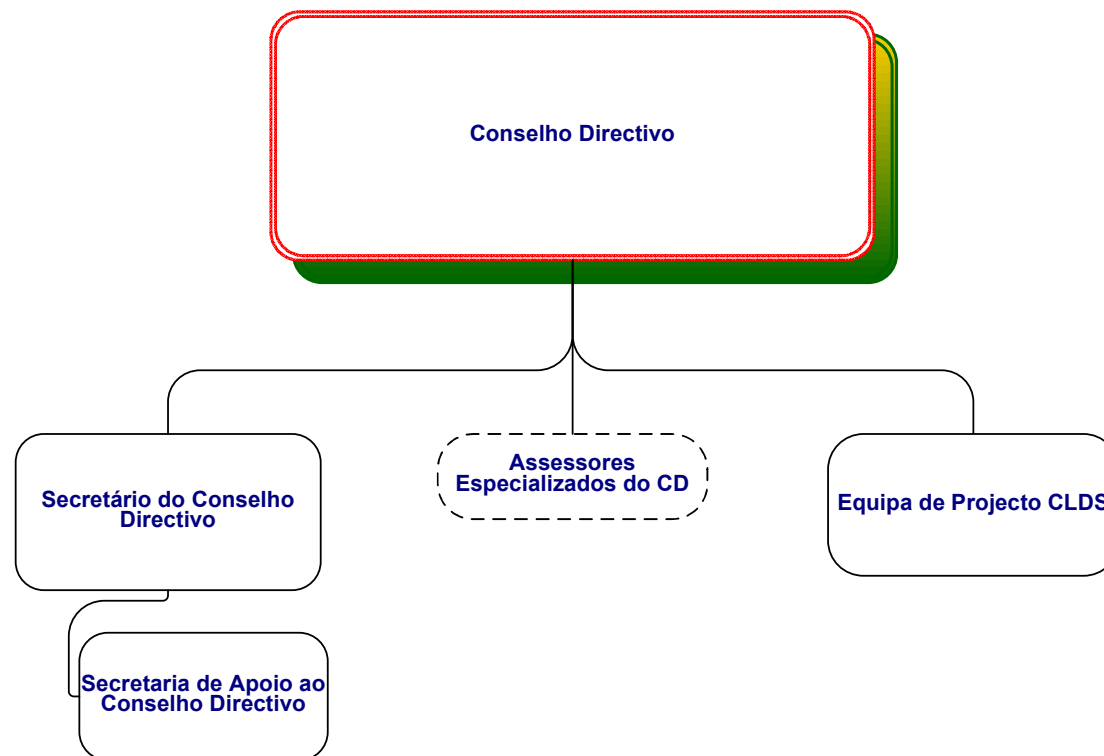 Conselho Directivo
Secretário do Conselho
Directivo
Assessores
Especializados do CD
Equipa de Projecto CLDS
Secretaria de Apoio ao
Conselho Directivo